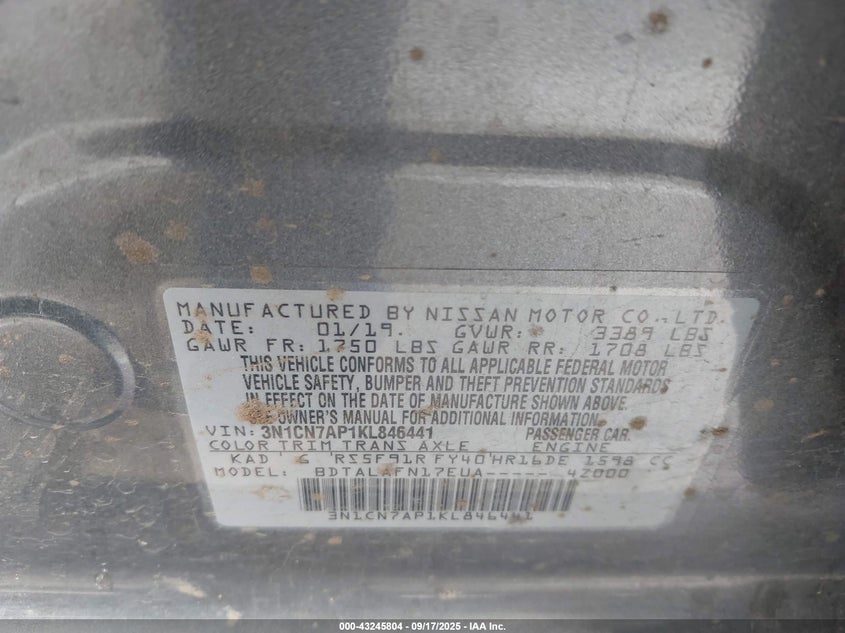 MANUFACTURED BY NISSAN MOTOR CO.,LTD.
DATE: 01/19. GVWR: 3389 LBS
GAWR FR: 1750 LBS GAWR RR: 1708 LBS
THIS VEHICLE CONFORMS TO ALL APPLICABLE FEDERAL MOTOR
VEHICLE SAFETY, BUMPER AND THEFT PREVENTION STANDARDS
IN EFFECT ON THE DATE OF MANUFACTURE SHOWN ABOVE.
SEE OWNER'S MANUAL FOR ADDITIONAL INFORMATION.
VIN: 3N1CN7AP1KL846441 PASSENGER CAR.
COLOR TRIM TRANS AXLE ENGINE
KAD G RS5F91R FY40 HR16DE 1598 CC
MODEL: BDTALAFN17EUA----- 42000
3N1CN7AP1KL846441
000-43245804 - 09/17/2025 - IAA Inc.